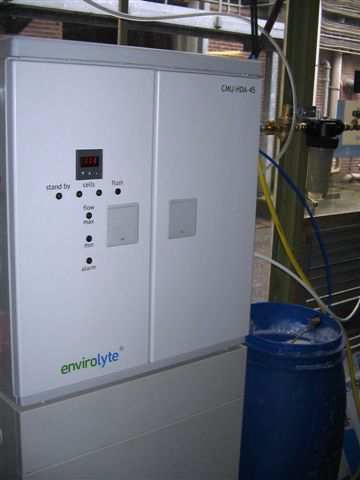 CMU-HDA-45
stand by cells flush
flow
max
min
alarm
envirolyte®